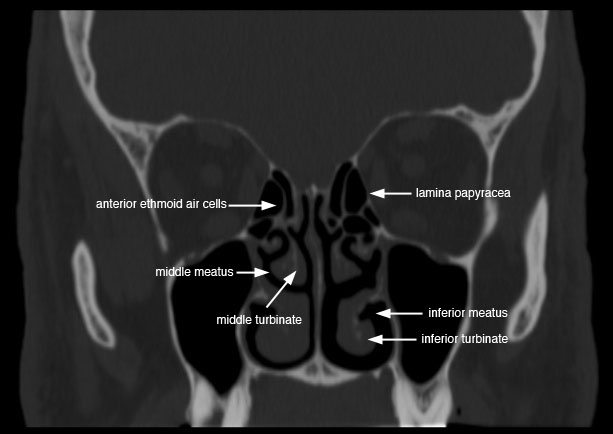 lamina papyracea
anterior ethmoid air cells
middle meatus
middle turbinate
inferior meatus
inferior turbinate